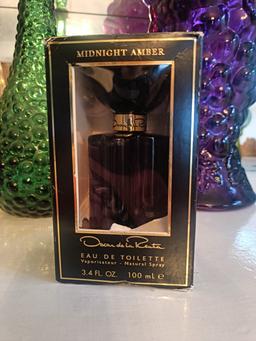 MIDNIGHT AMBER
Oscar de la Renta
EAU DE TOILETTE
Vaporisateur - Natural Spray
3.4 FL. OZ. 100 mL ℮